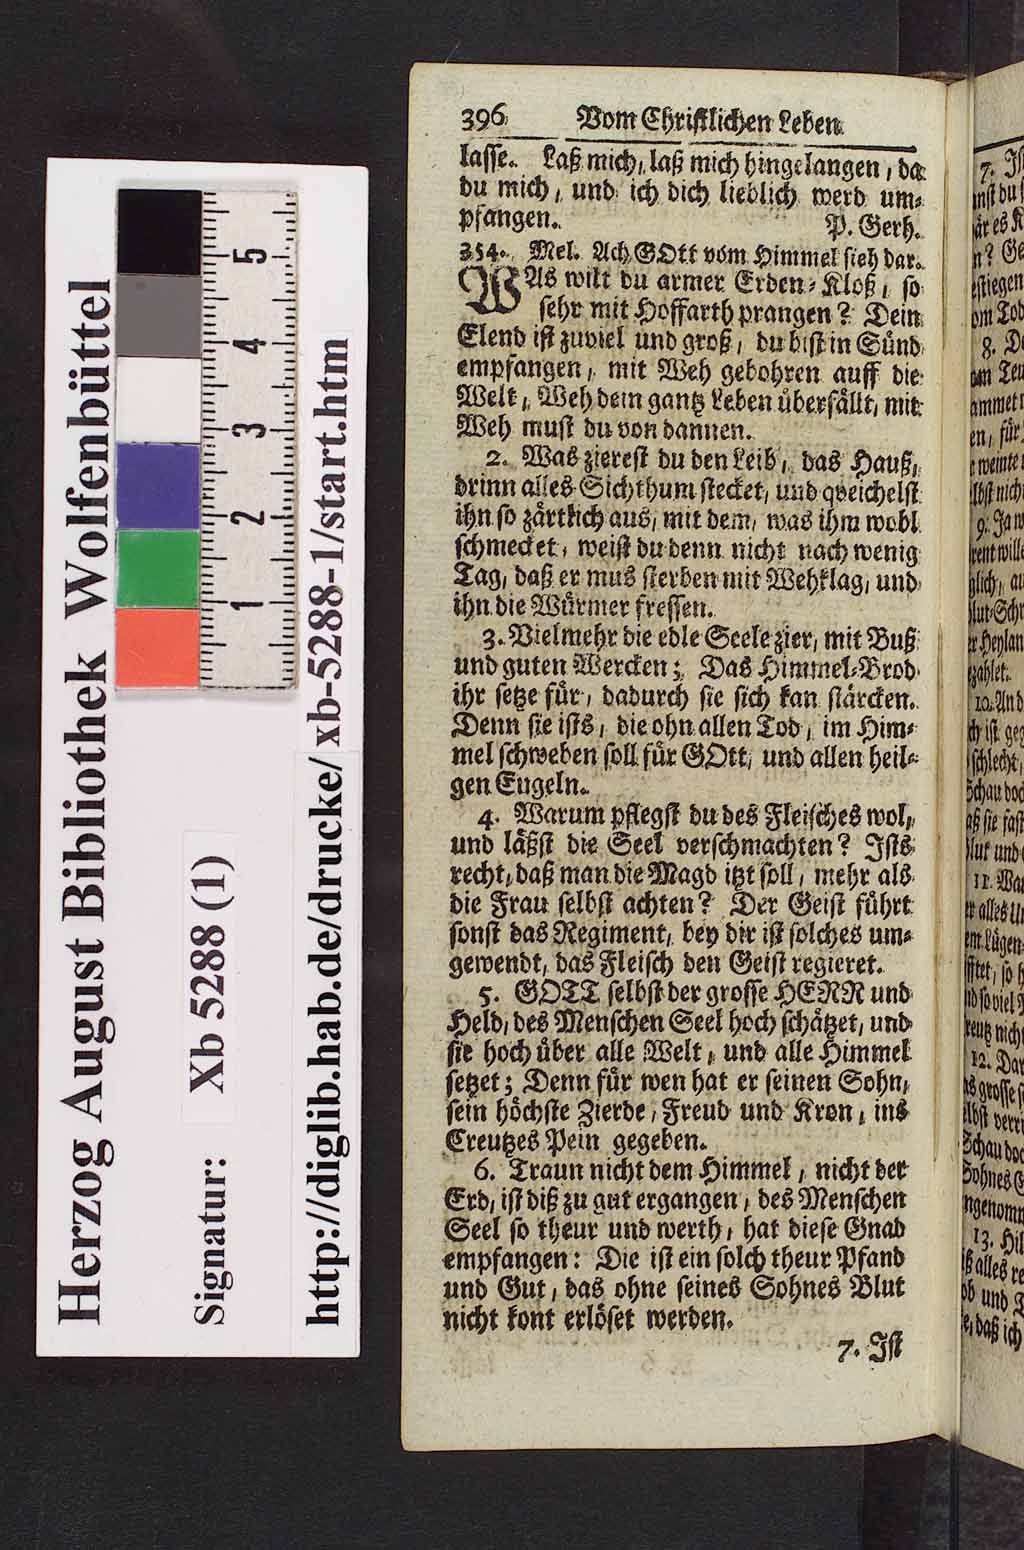 396 Vom Christlichen Leben.
lasse. Laß mich, laß mich hingelangen, da
du mich, und ich dich lieblich werd um-
pfangen. P. Gerh.
354. Mel. Ach GOtt vom Himmel sieh dar.
WAs wilt du armer Erden-Kloß, so
sehr mit Hoffarth prangen? Dein
Elend ist zuviel und groß, du bist in Sünd
empfangen, mit Weh gebohren auff die
Welt, Weh dein gantz Leben überfällt, mit
Weh must du von dannen.
2. Was zierest du den Leib, das Hauß,
drinn alles Sichthum stecket, und qveichelst
ihn so zärtlich aus, mit dem, was ihm wohl
schmecket, weist du denn nicht nach wenig
Tag, daß er mus sterben mit Wehklag, und
ihn die Würmer fressen.
3. Vielmehr die edle Seele zier, mit Buß
und guten Wercken; Das Himmel-Brod
ihr setze für, dadurch sie sich kan stärcken.
Denn sie ists, die ohn allen Tod, im Him-
mel schweben soll für GOtt, und allen heil-
gen Eugeln.
4. Warum pflegst du des Fleisches wol,
und läßst die Seel verschmachten? Ists
recht, daß man die Magd itzt soll, mehr als
die Frau selbst achten? Der Geist führt
sonst das Regiment, bey dir ist solches um-
gewendt, das Fleisch den Geist regieret.
5. GOTT selbst der grosse HERR und
Held, des Menschen Seel hoch schätzet, und
sie hoch über alle Welt, und alle Himmel
setzet; Denn für wen hat er seinen Sohn,
sein höchste Zierde, Freud und Kron, ins
Creutzes Pein gegeben.
6. Traun nicht dem Himmel, nicht der
Erd, ist diß zu gut ergangen, des Menschen
Seel so theur und werth, hat diese Gnad
empfangen: Die ist ein solch theur Pfand
und Gut, das ohne seines Sohnes Blut
nicht kont erlöset werden.
7. Ist
Herzog August Bibliothek Wolfenbüttel
Signatur: Xb 5288 (1)
http://diglib.hab.de/drucke/xb-5288-1/start.htm
1 2 3 4 5